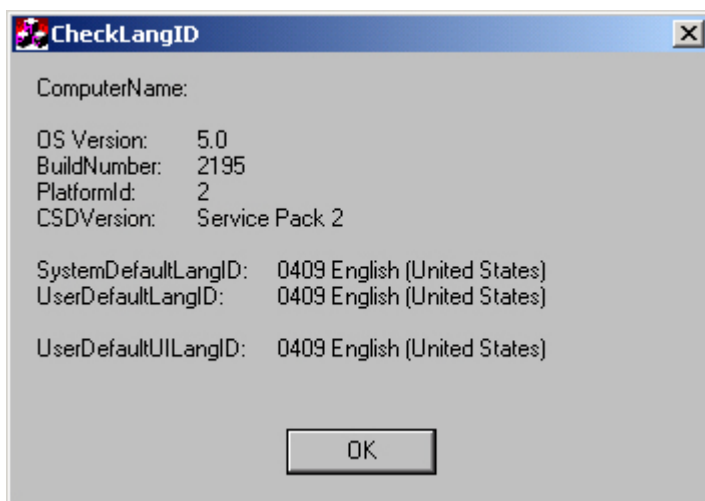 CheckLangID
ComputerName:
OS Version: 5.0
BuildNumber: 2195
PlatformId: 2
CSDVersion: Service Pack 2
SystemDefaultLangID: 0409 English (United States)
UserDefaultLangID: 0409 English (United States)
UserDefaultUILangID: 0409 English (United States)
OK